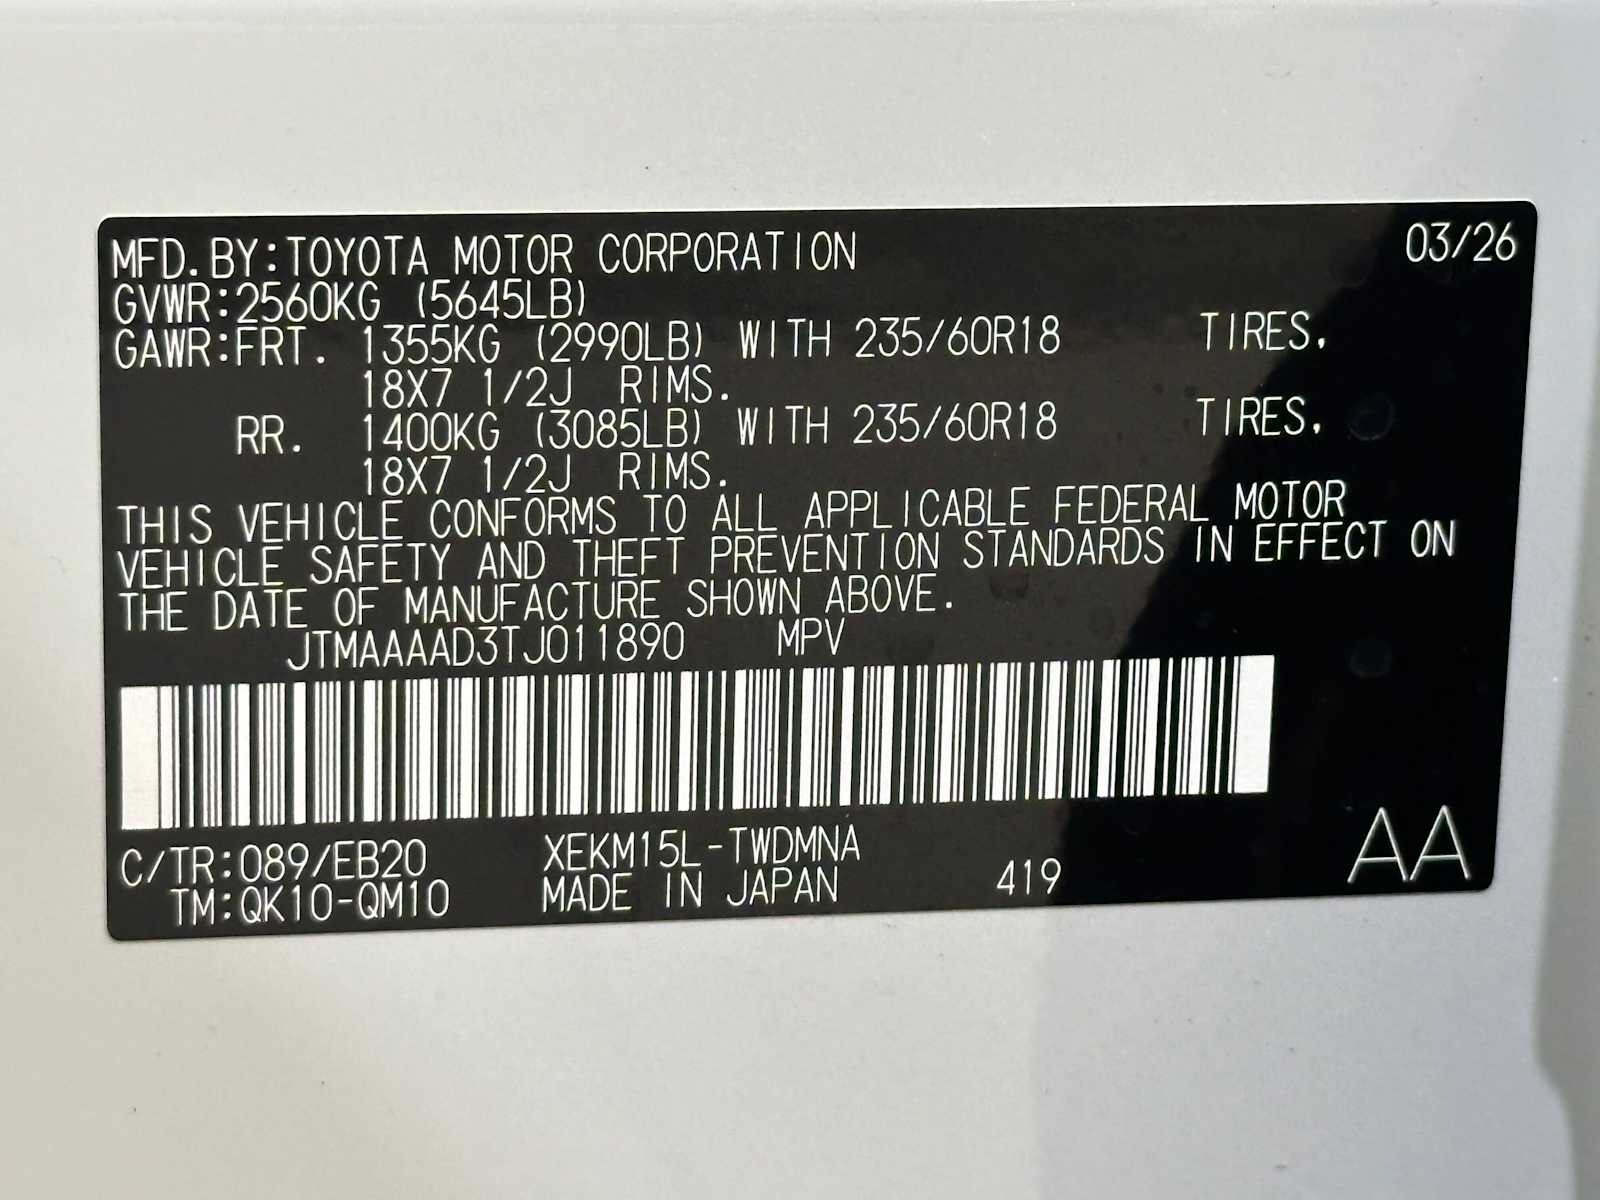 MFD.BY:TOYOTA MOTOR CORPORATION 03/26
GVWR:2560KG (5645LB)
GAWR:FRT. 1355KG (2990LB) WITH 235/60R18 TIRES,
18X7 1/2J RIMS.
RR. 1400KG (3085LB) WITH 235/60R18 TIRES,
18X7 1/2J RIMS.
THIS VEHICLE CONFORMS TO ALL APPLICABLE FEDERAL MOTOR
VEHICLE SAFETY AND THEFT PREVENTION STANDARDS IN EFFECT ON
THE DATE OF MANUFACTURE SHOWN ABOVE.
JTMAAAAD3TJ011890 MPV
C/TR:089/EB20 XEKM15L-TWDMNA
TM:QK10-QM10 MADE IN JAPAN 419 AA